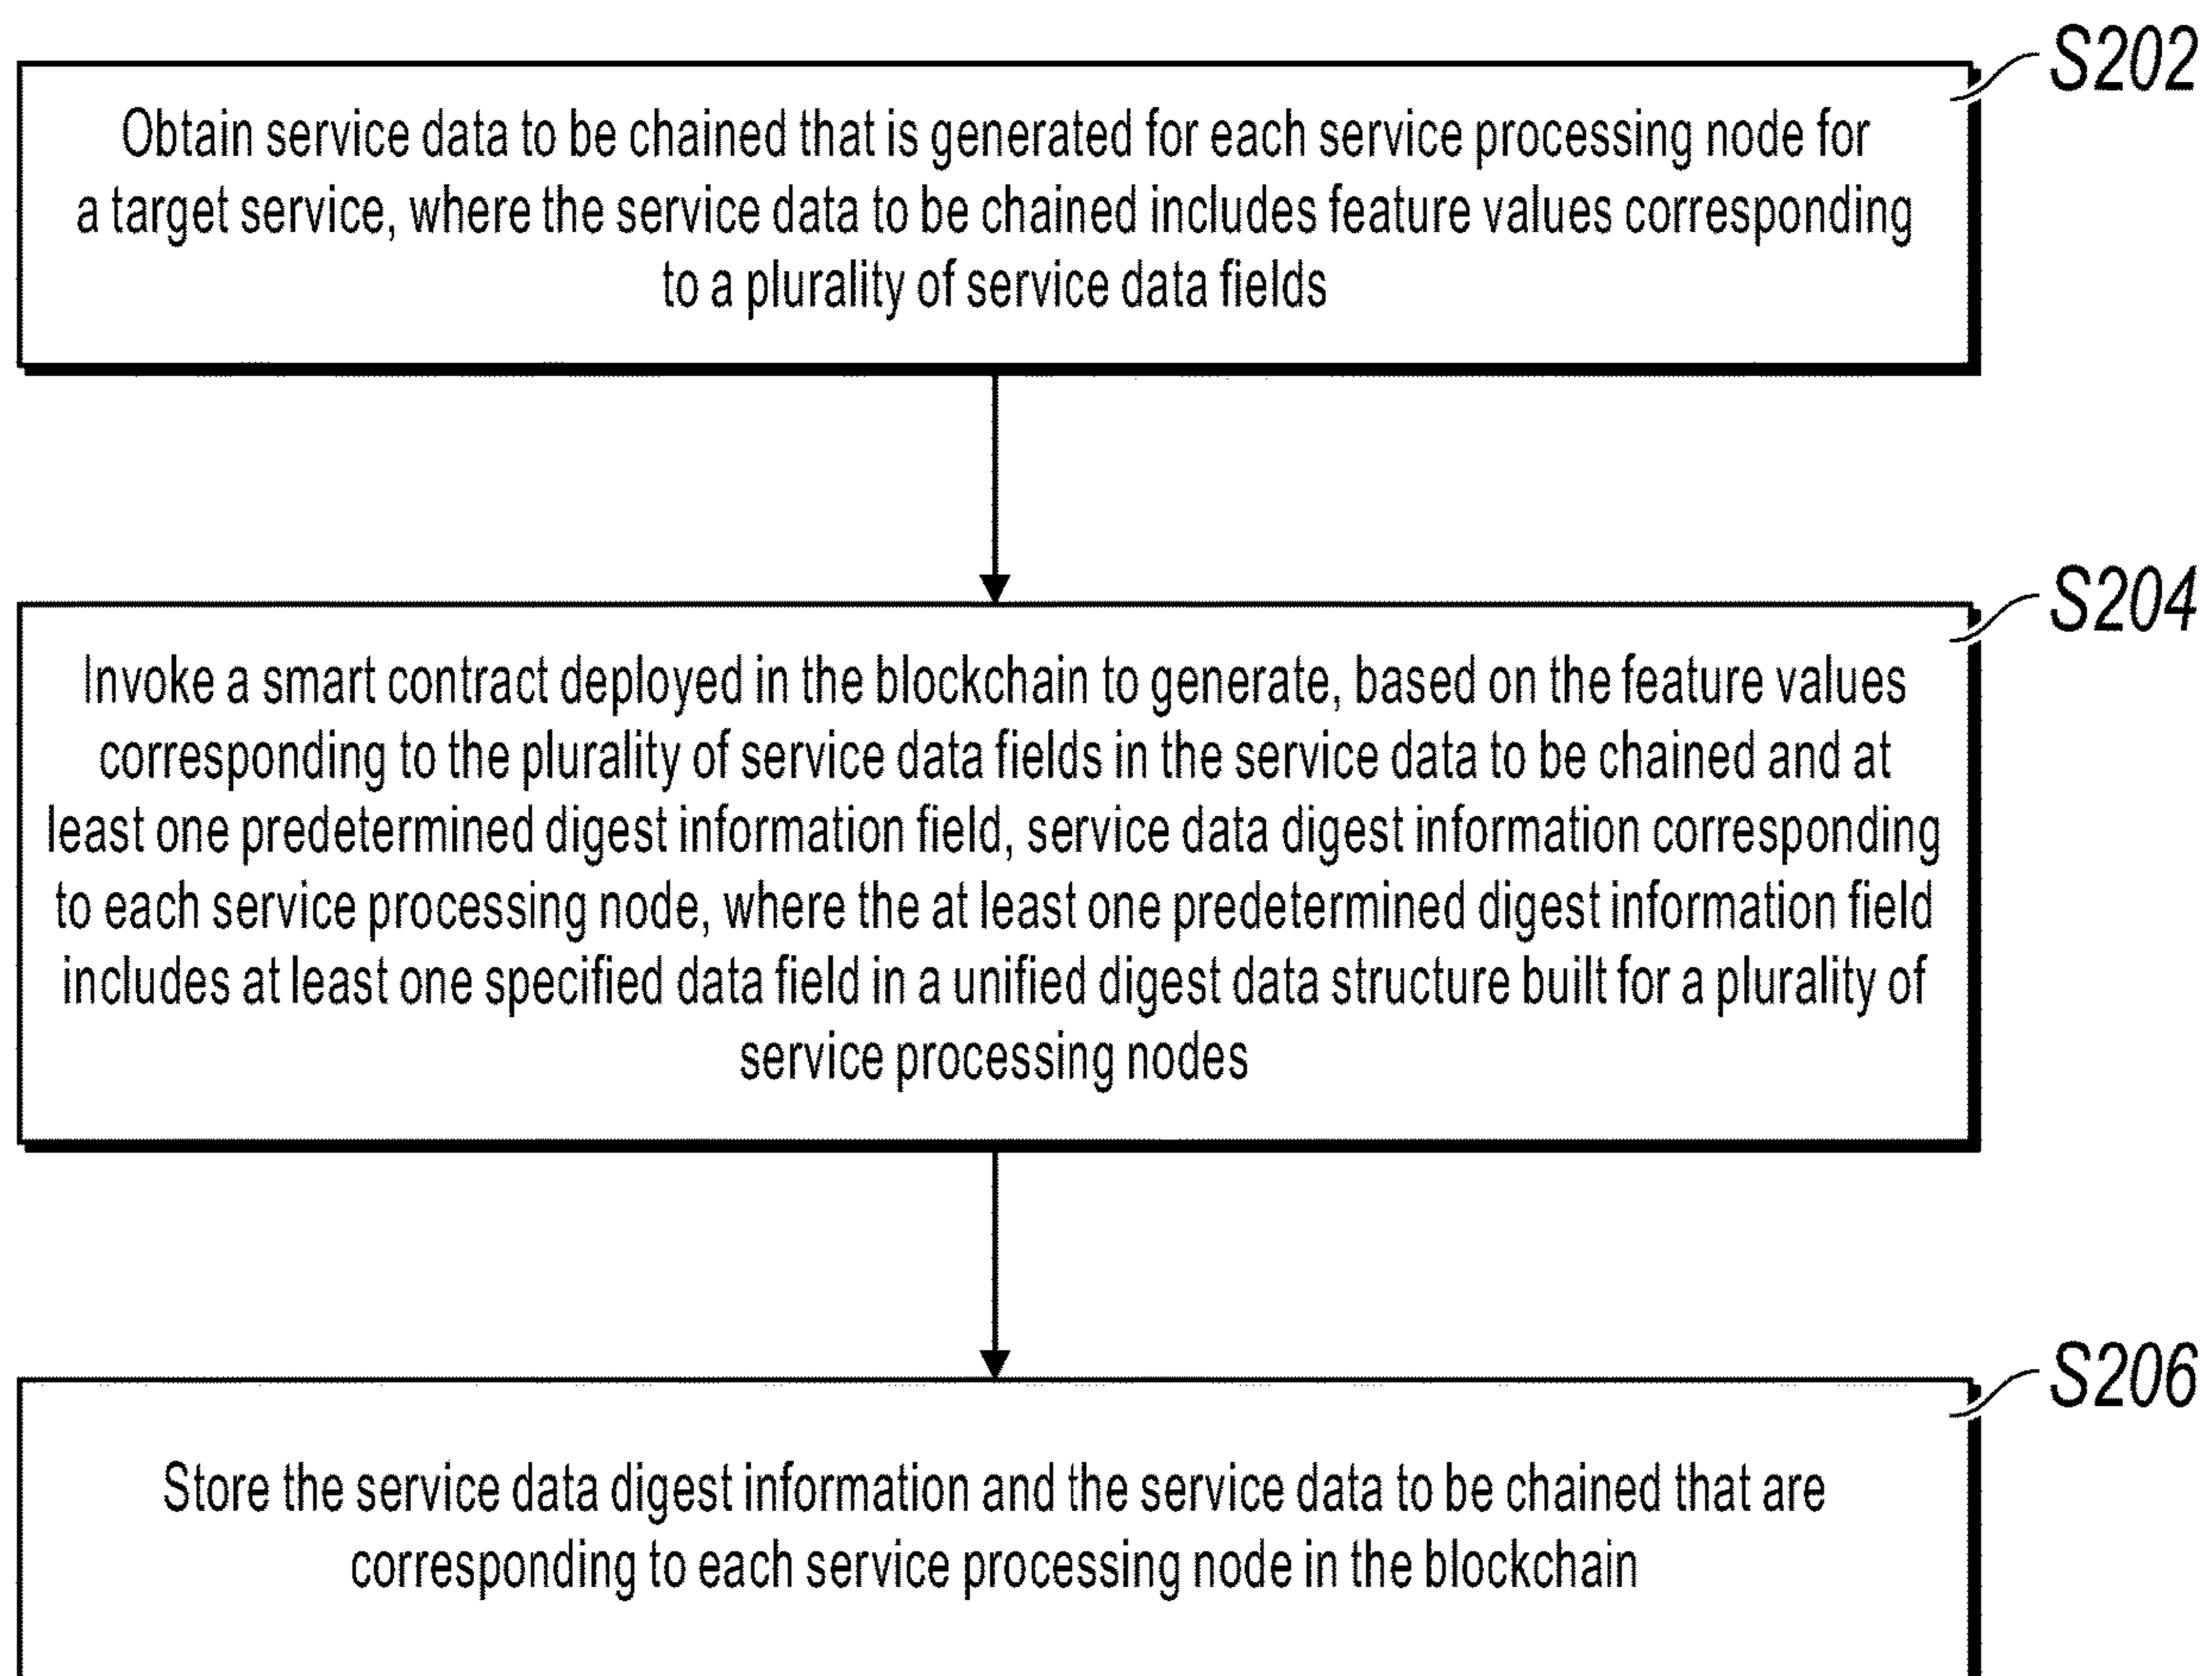 S202
Obtain service data to be chained that is generated for each service processing node for
a target service, where the service data to be chained includes feature values corresponding
to a plurality of service data fields
S204
Invoke a smart contract deployed in the blockchain to generate, based on the feature values
corresponding to the plurality of service data fields in the service data to be chained and at
least one predetermined digest information field, service data digest information corresponding
to each service processing node, where the at least one predetermined digest information field
includes at least one specified data field in a unified digest data structure built for a plurality of
service processing nodes
S206
Store the service data digest information and the service data to be chained that are
corresponding to each service processing node in the blockchain